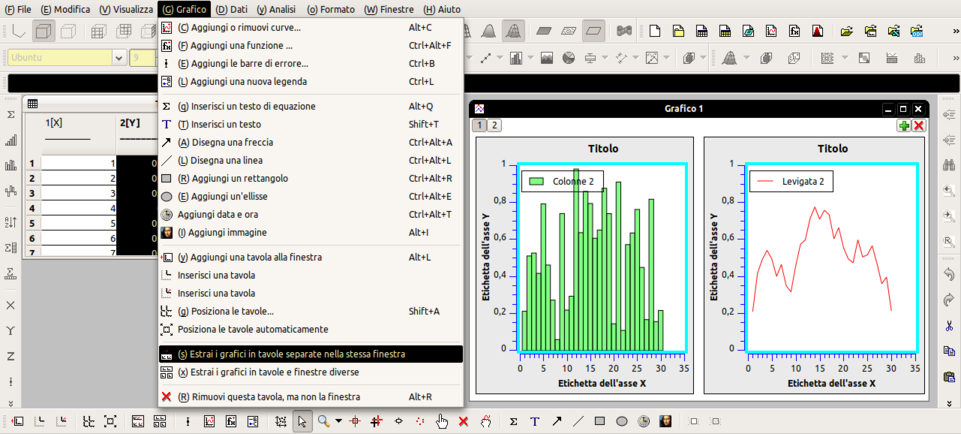 (F) File (E) Modifica (V) Visualizza (G) Grafico (D) Dati (y) Analisi (o) Formato (W) Finestre (H) Aiuto
Ubuntu 9
(C) Aggiungi o rimuovi curve... Alt+C
(F) Aggiungi una funzione ... Ctrl+Alt+F
(E) Aggiungi le barre di errore... Ctrl+B
(L) Aggiungi una nuova legenda Ctrl+L
(q) Inserisci un testo di equazione Alt+Q
(T) Inserisci un testo Shift+T
(A) Disegna una freccia Ctrl+Alt+A
(L) Disegna una linea Ctrl+Alt+L
(R) Aggiungi un rettangolo Ctrl+Alt+R
(E) Aggiungi un'ellisse Ctrl+Alt+E
Aggiungi data e ora Ctrl+Alt+T
(I) Aggiungi immagine Alt+I
(y) Aggiungi una tavola alla finestra Alt+L
Inserisci una tavola
Inserisci una tavola
(g) Posiziona le tavole... Shift+A
Posiziona le tavole automaticamente
(s) Estrai i grafici in tavole separate nella stessa finestra
(x) Estrai i grafici in tavole e finestre diverse
(R) Rimuovi questa tavola, ma non la finestra Alt+R
1[X] 2[Y]
1 1 0
2 2 0
3 3 0
4 4
5 5 0
6 6 0
7 7 0
Grafico 1
1 2
Titolo
Colonne 2
Etichetta dell'asse Y
1
0,8
0,6
0,4
0,2
0
0 5 10 15 20 25 30 35
Etichetta dell'asse X
Titolo
Levigata 2
Etichetta dell'asse Y
1
0,8
0,6
0,4
0,2
0
0 5 10 15 20 25 30 35
Etichetta dell'asse X